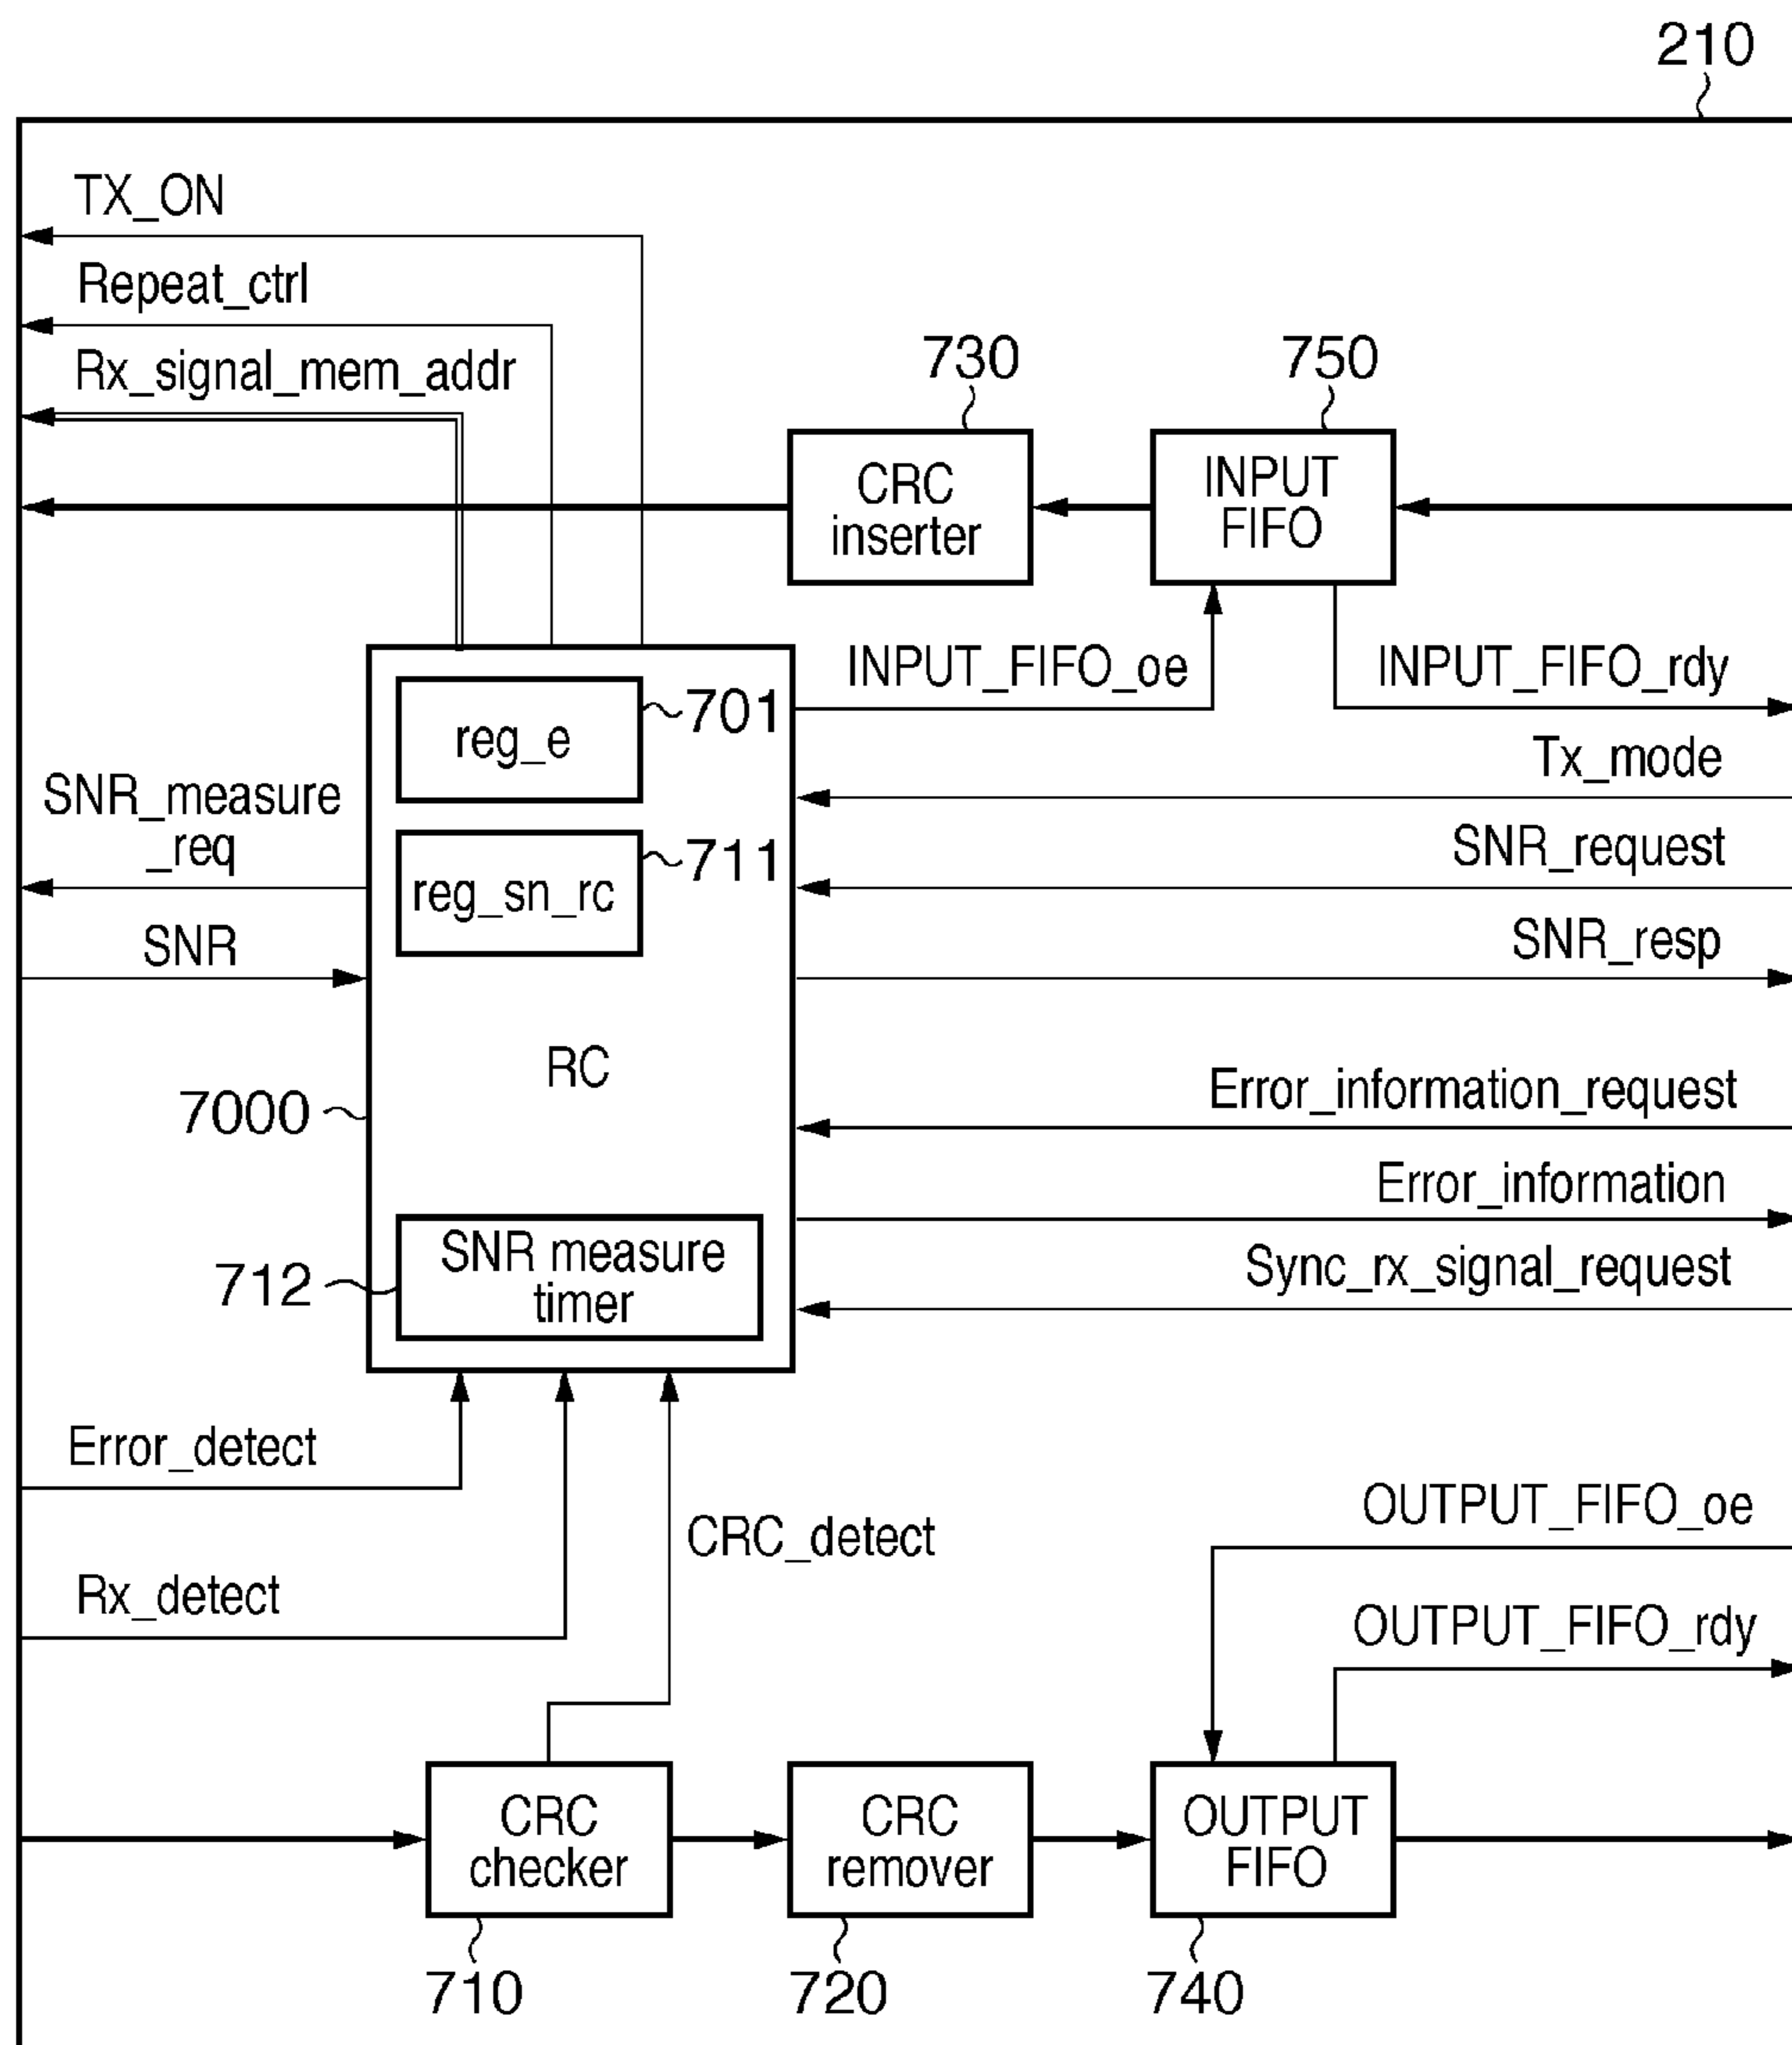 210
TX_ON
Repeat_ctrl
Rx_signal_mem_addr
730
750
CRC
inserter
INPUT
FIFO
INPUT_FIFO_oe
INPUT_FIFO_rdy
701
reg_e
Tx_mode
SNR_measure
_req
711
reg_sn_rc
SNR_request
SNR
SNR_resp
RC
7000
Error_information_request
Error_information
712
SNR measure
timer
Sync_rx_signal_request
Error_detect
CRC_detect
OUTPUT_FIFO_oe
Rx_detect
OUTPUT_FIFO_rdy
CRC
checker
CRC
remover
OUTPUT
FIFO
710
720
740